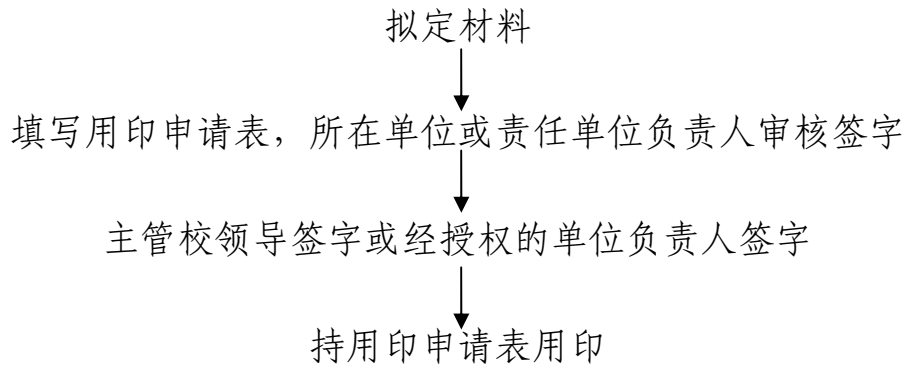 拟定材料
填写用印申请表，所在单位或责任单位负责人审核签字
主管校领导签字或经授权的单位负责人签字
持用印申请表用印